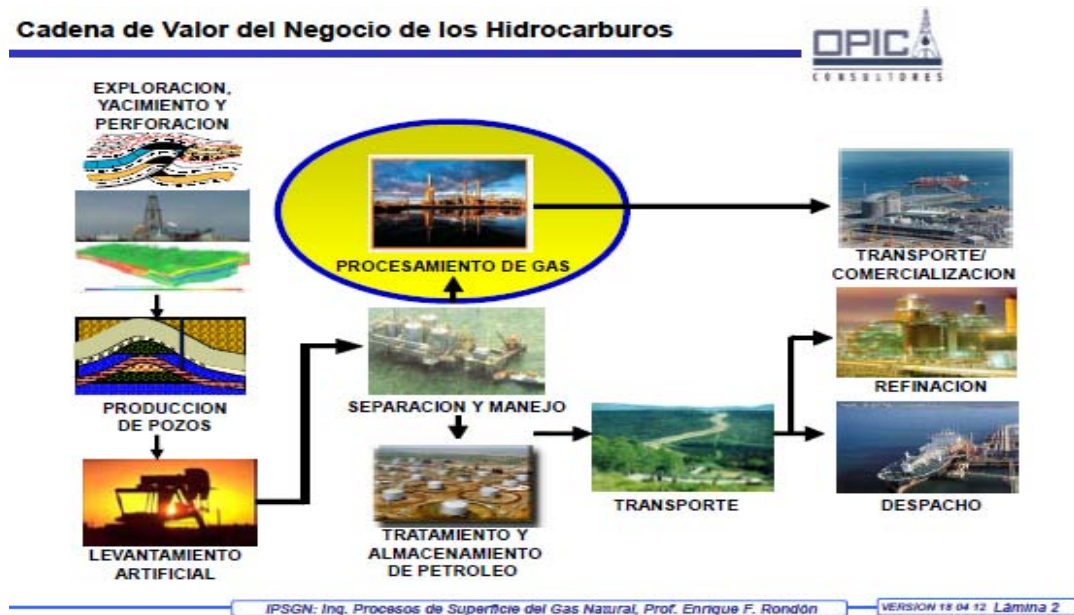 Cadena de Valor del Negocio de los Hidrocarburos
OPIC
CONSULTORES
EXPLORACION,
YACIMIENTO Y
PERFORACION
PROCESAMIENTO DE GAS
TRANSPORTE/
COMERCIALIZACION
PRODUCCION
DE POZOS
SEPARACION Y MANEJO
REFINACION
LEVANTAMIENTO
ARTIFICIAL
TRATAMIENTO Y
ALMACENAMIENTO
DE PETROLEO
TRANSPORTE
DESPACHO
IPSGN: Ing. Procesos de Superficie del Gas Natural, Prof. Enrique F. Rondón
VERSION 18 04 12 Lámina 2